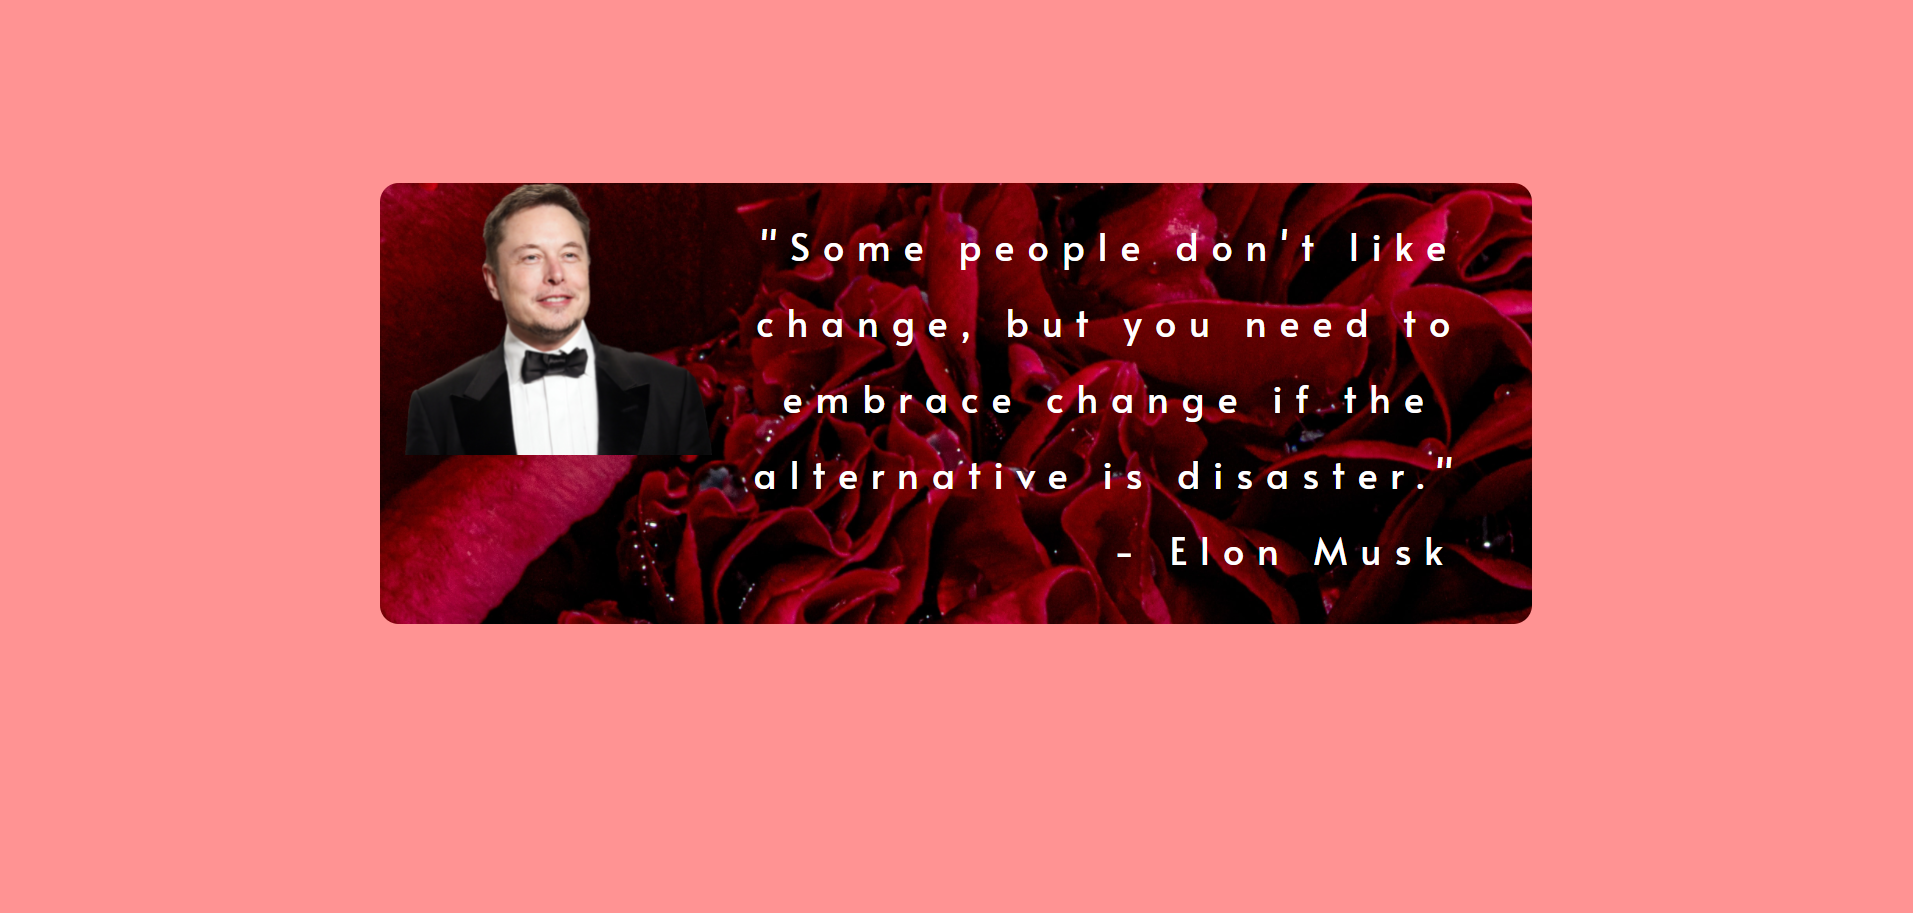 "Some people don't like
change, but you need to
embrace change if the
alternative is disaster."
- Elon Musk